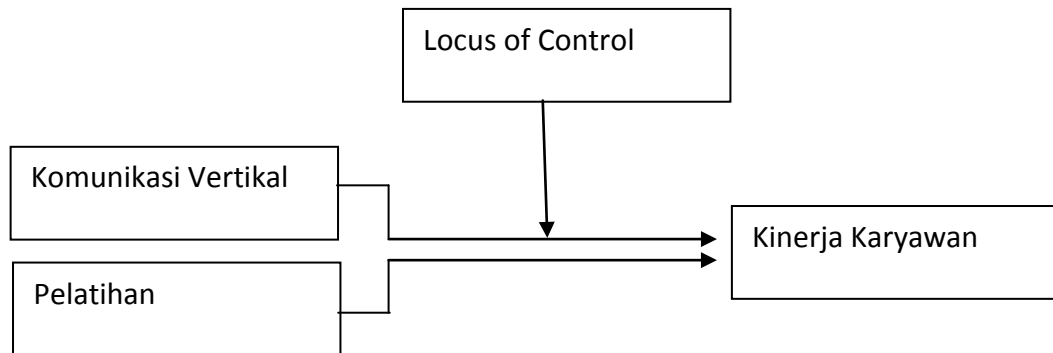 Locus of Control
Komunikasi Vertikal
Kinerja Karyawan
Pelatihan